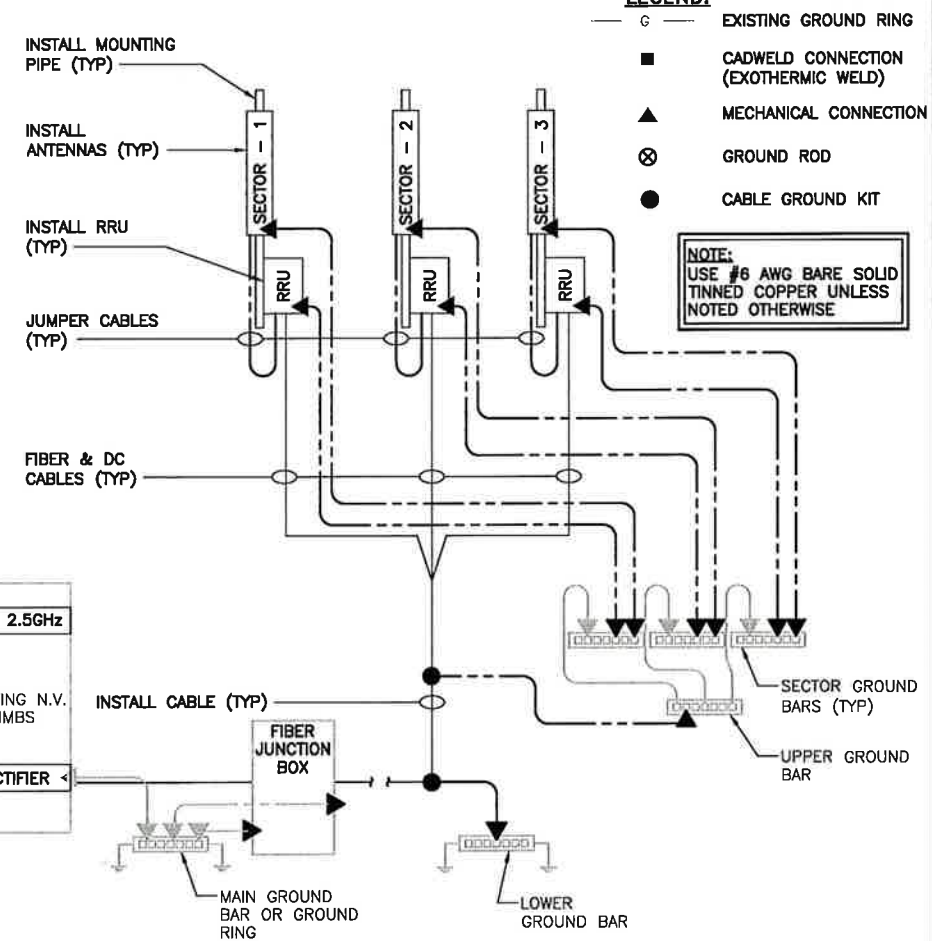 LEGEND:
G EXISTING GROUND RING
CADWELD CONNECTION
(EXOTHERMIC WELD)
MECHANICAL CONNECTION
GROUND ROD
CABLE GROUND KIT
NOTE:
USE #6 AWG BARE SOLID
TINNED COPPER UNLESS
NOTED OTHERWISE
INSTALL MOUNTING
PIPE (TYP)
INSTALL
ANTENNAS (TYP)
INSTALL RRU
(TYP)
JUMPER CABLES
(TYP)
FIBER & DC
CABLES (TYP)
SECTOR - 1
SECTOR - 2
SECTOR - 3
RRU
RRU
RRU
2.5GHz
ING N.V.
IMBS
CTIFIER
INSTALL CABLE (TYP)
FIBER
JUNCTION
BOX
SECTOR GROUND
BARS (TYP)
UPPER GROUND
BAR
MAIN GROUND
BAR OR GROUND
RING
LOWER
GROUND BAR